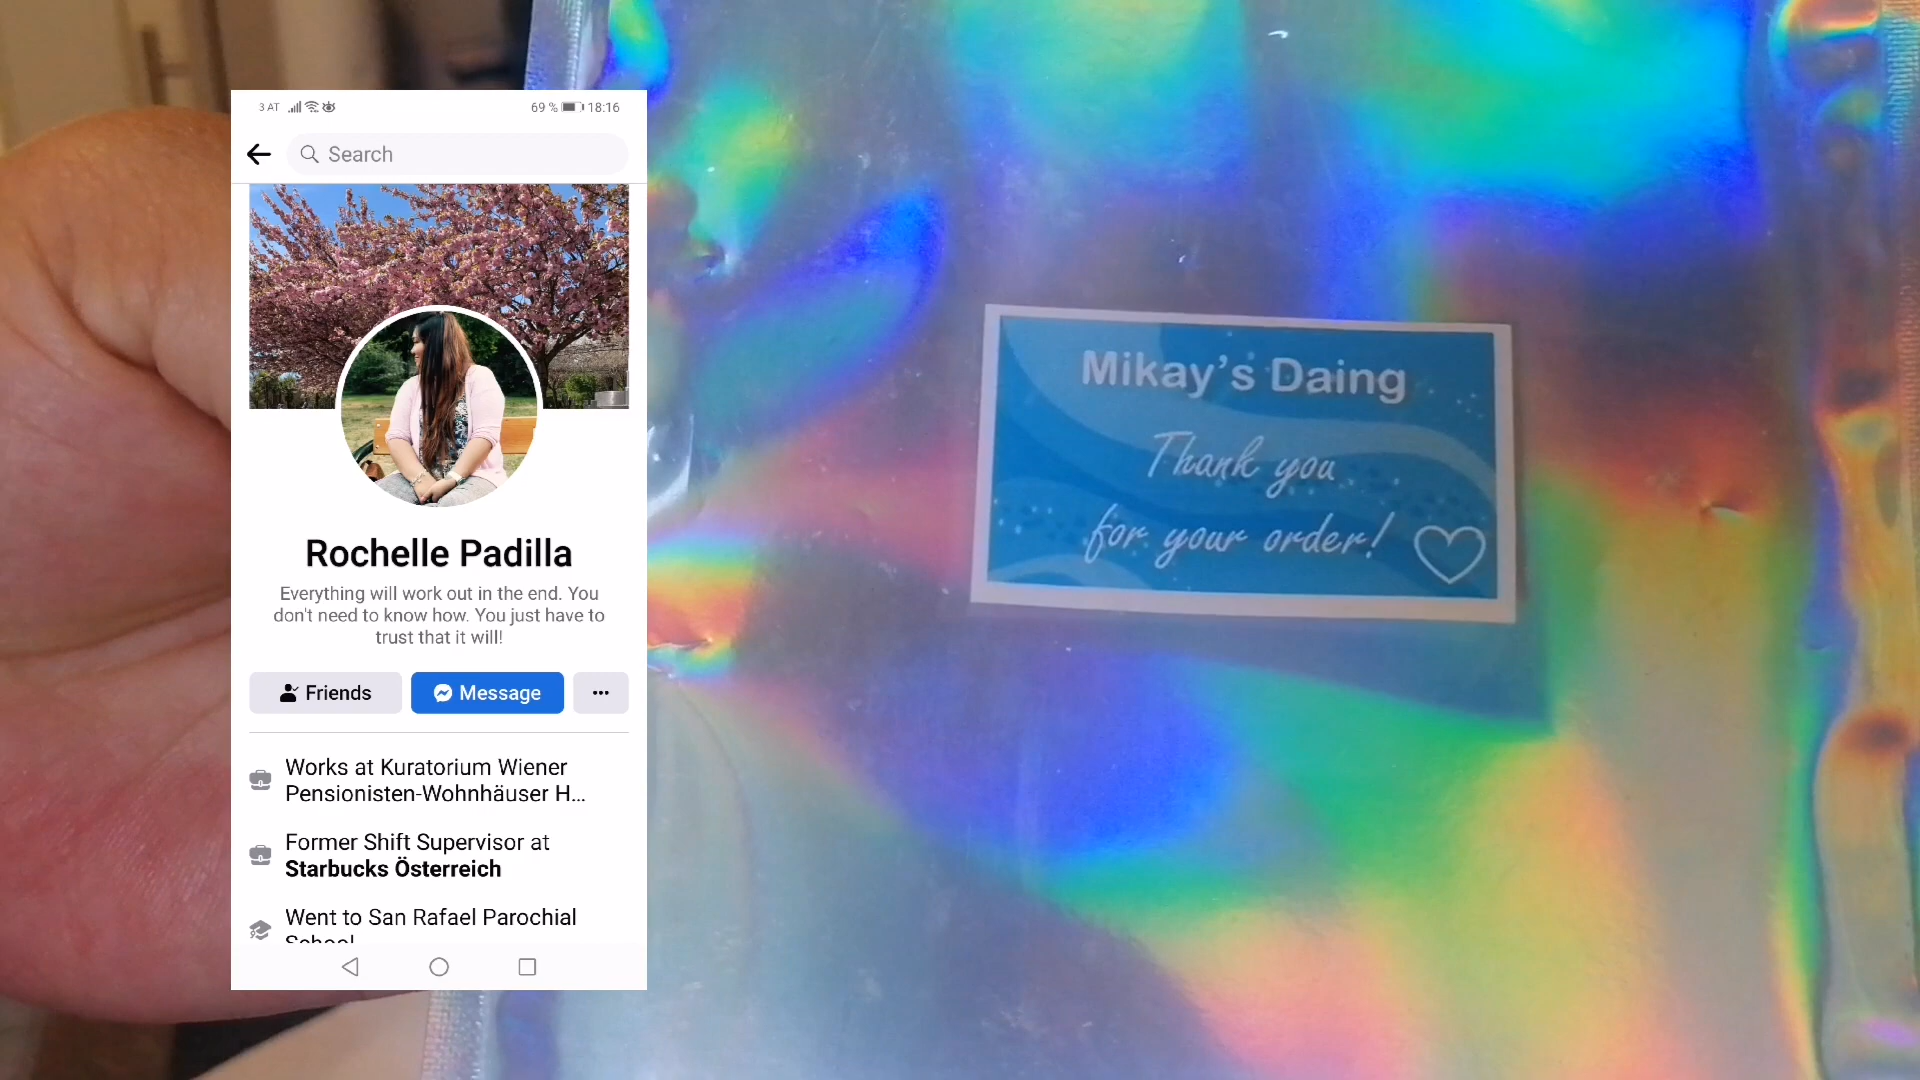 3 AT
69 % 18:16
Search
Rochelle Padilla
Everything will work out in the end. You
don't need to know how. You just have to
trust that it will!
Friends
Message
Works at Kuratorium Wiener
Pensionisten-Wohnhäuser H...
Former Shift Supervisor at
Starbucks Österreich
Went to San Rafael Parochial
School
Mikay's Daing
Thank you
for your order!